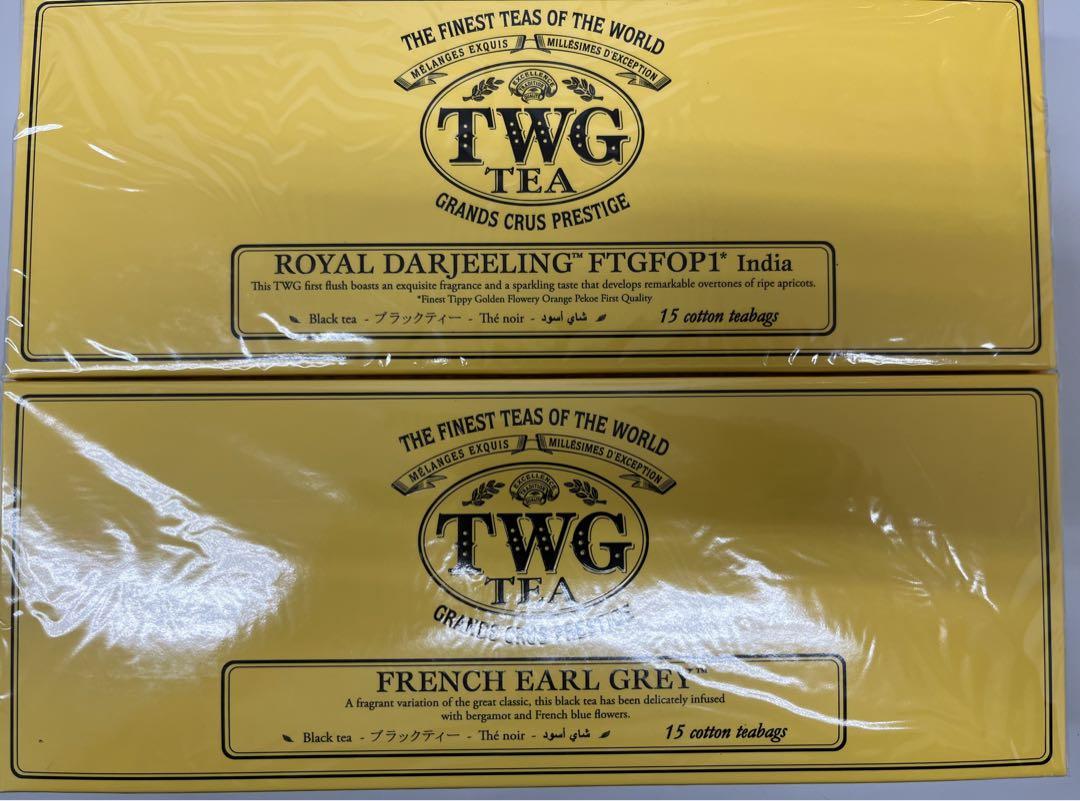 THE FINEST TEAS OF THE WORLD
MÉLANGES EXQUIS MILLÉSIMES D'EXCEPTION
EXCELLENCE
TRADITION
TWG
TEA
GRANDS CRUS PRESTIGE
ROYAL DARJEELING™ FTGFOP1* India
This TWG first flush boasts an exquisite fragrance and a sparkling taste that develops remarkable overtones of ripe apricots.
*Finest Tippy Golden Flowery Orange Pekoe First Quality
Black tea - ブラックティー - Thé noir - شاي أسود 15 cotton teabags
THE FINEST TEAS OF THE WORLD
MÉLANGES EXQUIS MILLÉSIMES D'EXCEPTION
EXCELLENCE
TRADITION
TWG
TEA
GRANDS CRUS PRESTIGE
FRENCH EARL GREY™
A fragrant variation of the great classic, this black tea has been delicately infused
with bergamot and French blue flowers.
Black tea - ブラックティー - Thé noir - شاي أسود 15 cotton teabags